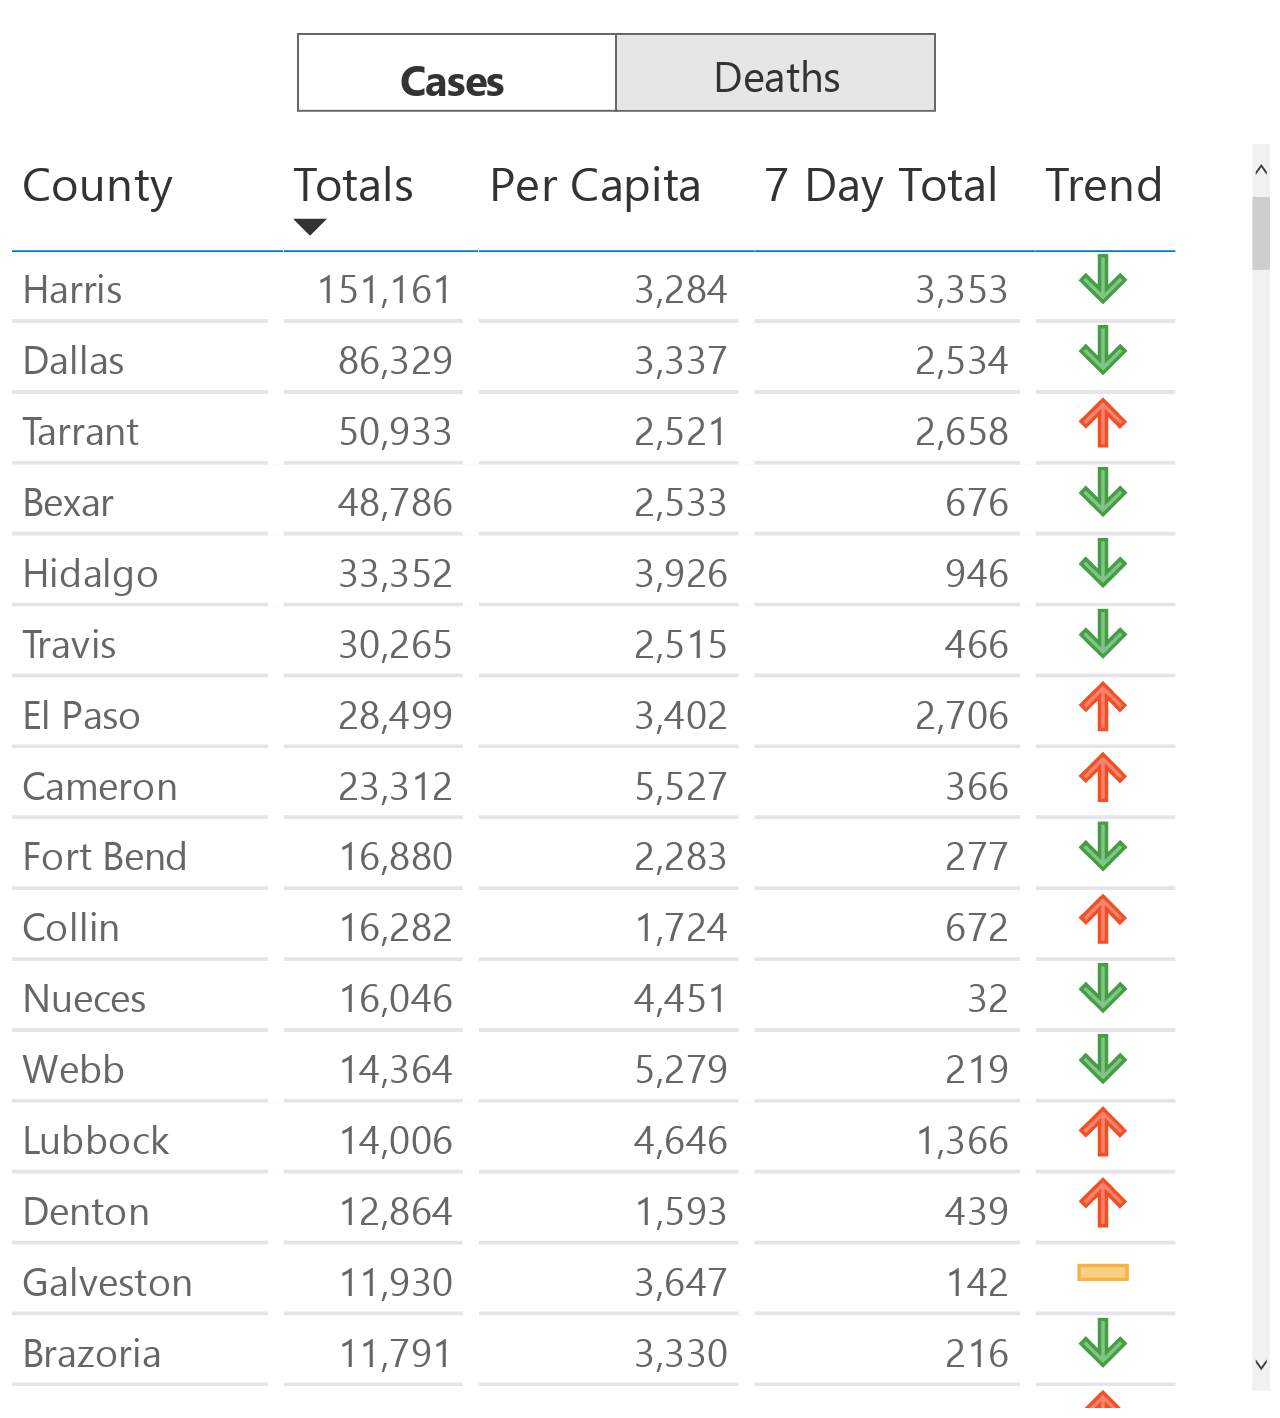 Cases Deaths
County Totals Per Capita 7 Day Total Trend
Harris 151,161 3,284 3,353
Dallas 86,329 3,337 2,534
Tarrant 50,933 2,521 2,658
Bexar 48,786 2,533 676
Hidalgo 33,352 3,926 946
Travis 30,265 2,515 466
El Paso 28,499 3,402 2,706
Cameron 23,312 5,527 366
Fort Bend 16,880 2,283 277
Collin 16,282 1,724 672
Nueces 16,046 4,451 32
Webb 14,364 5,279 219
Lubbock 14,006 4,646 1,366
Denton 12,864 1,593 439
Galveston 11,930 3,647 142
Brazoria 11,791 3,330 216